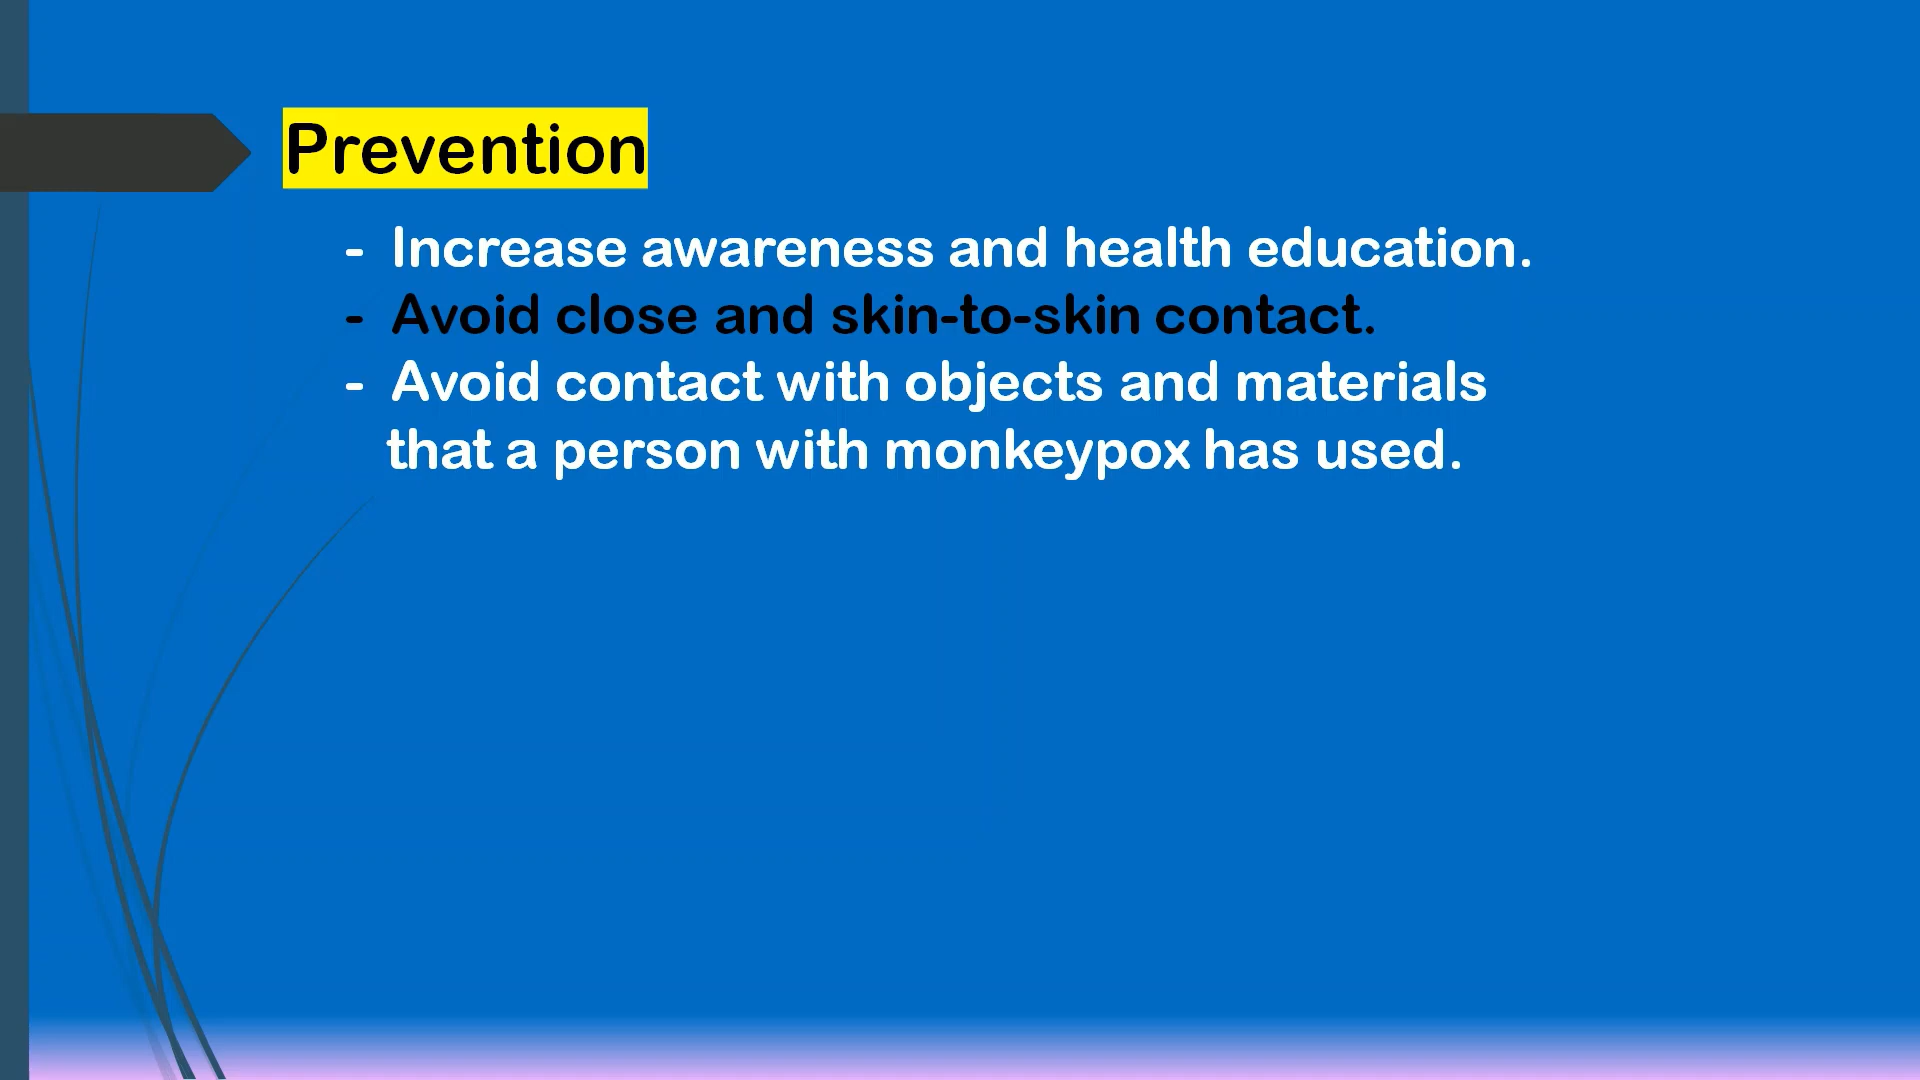 Prevention
- Increase awareness and health education.
- Avoid close and skin-to-skin contact.
- Avoid contact with objects and materials
that a person with monkeypox has used.